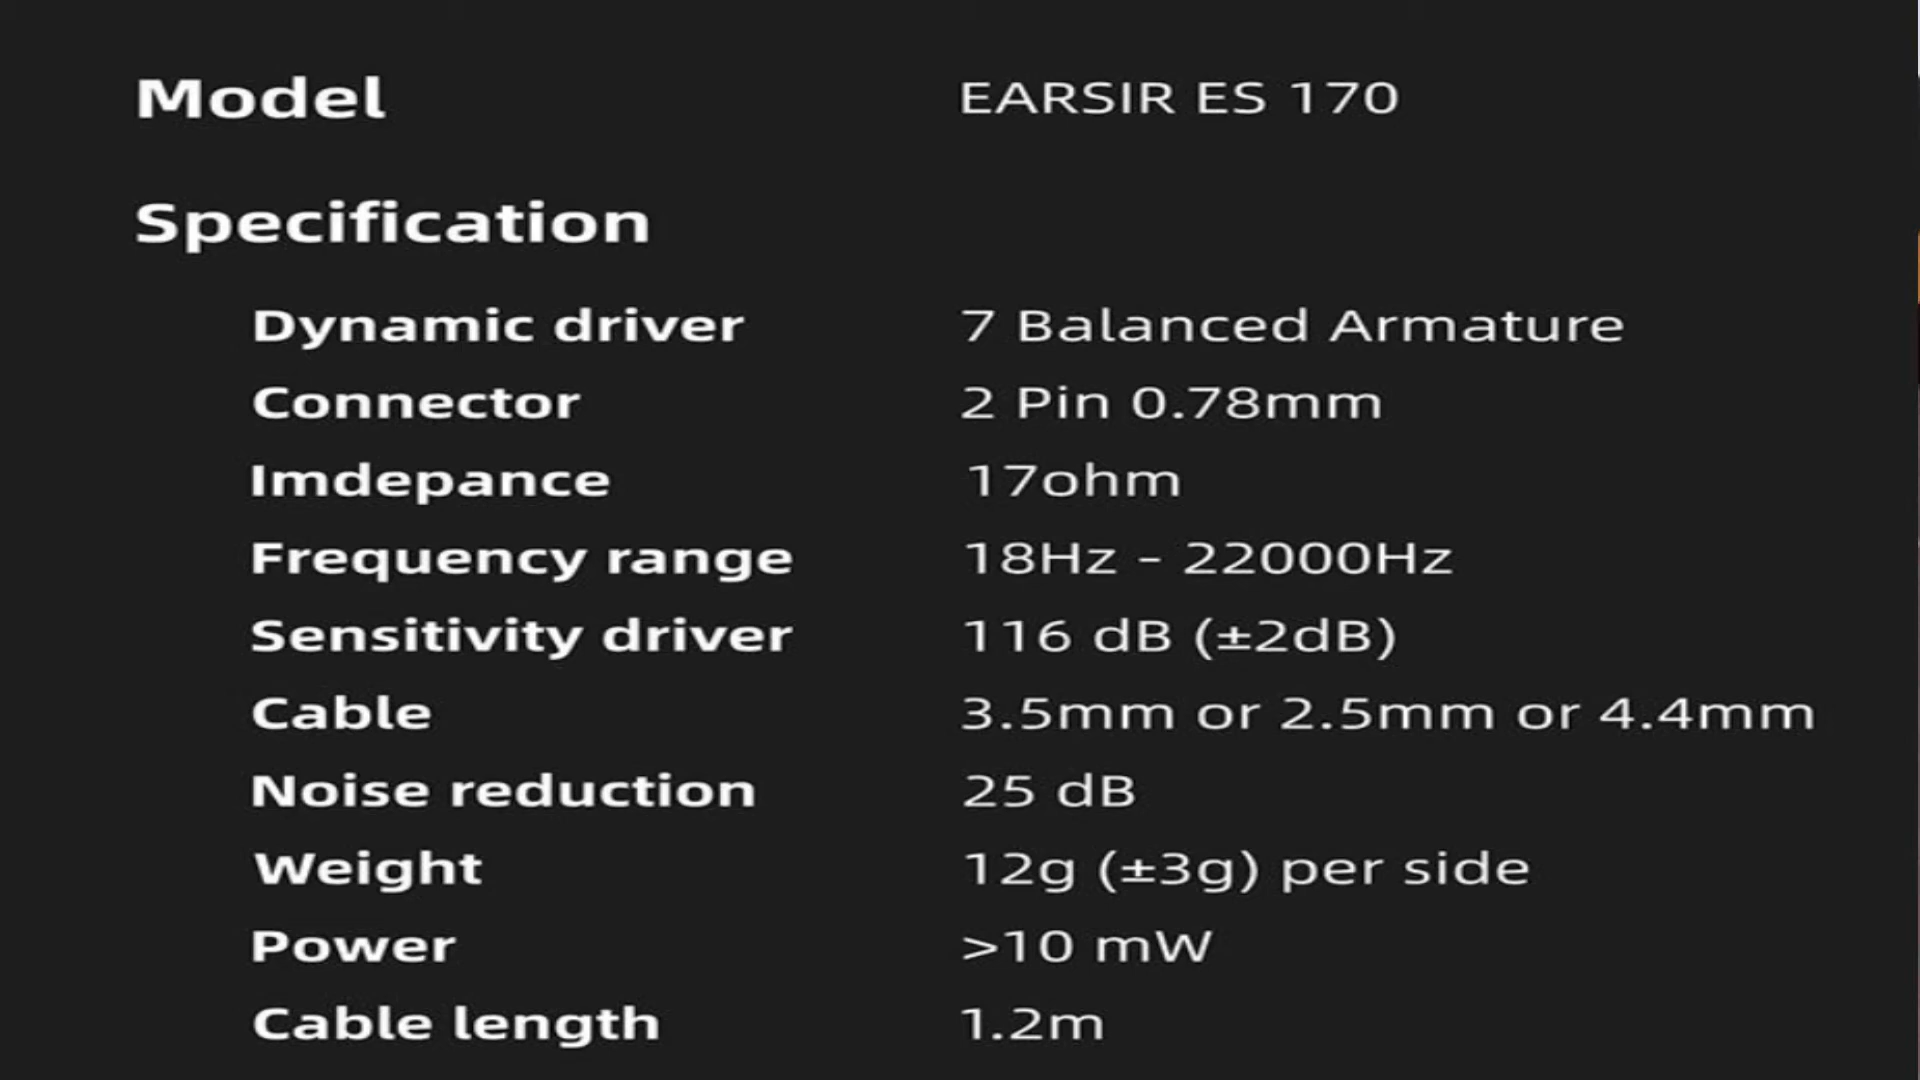 Model EARSIR ES 170
Specification
Dynamic driver 7 Balanced Armature
Connector 2 Pin 0.78mm
Imdepance 17ohm
Frequency range 18Hz - 22000Hz
Sensitivity driver 116 dB (±2dB)
Cable 3.5mm or 2.5mm or 4.4mm
Noise reduction 25 dB
Weight 12g (±3g) per side
Power >10 mW
Cable length 1.2m